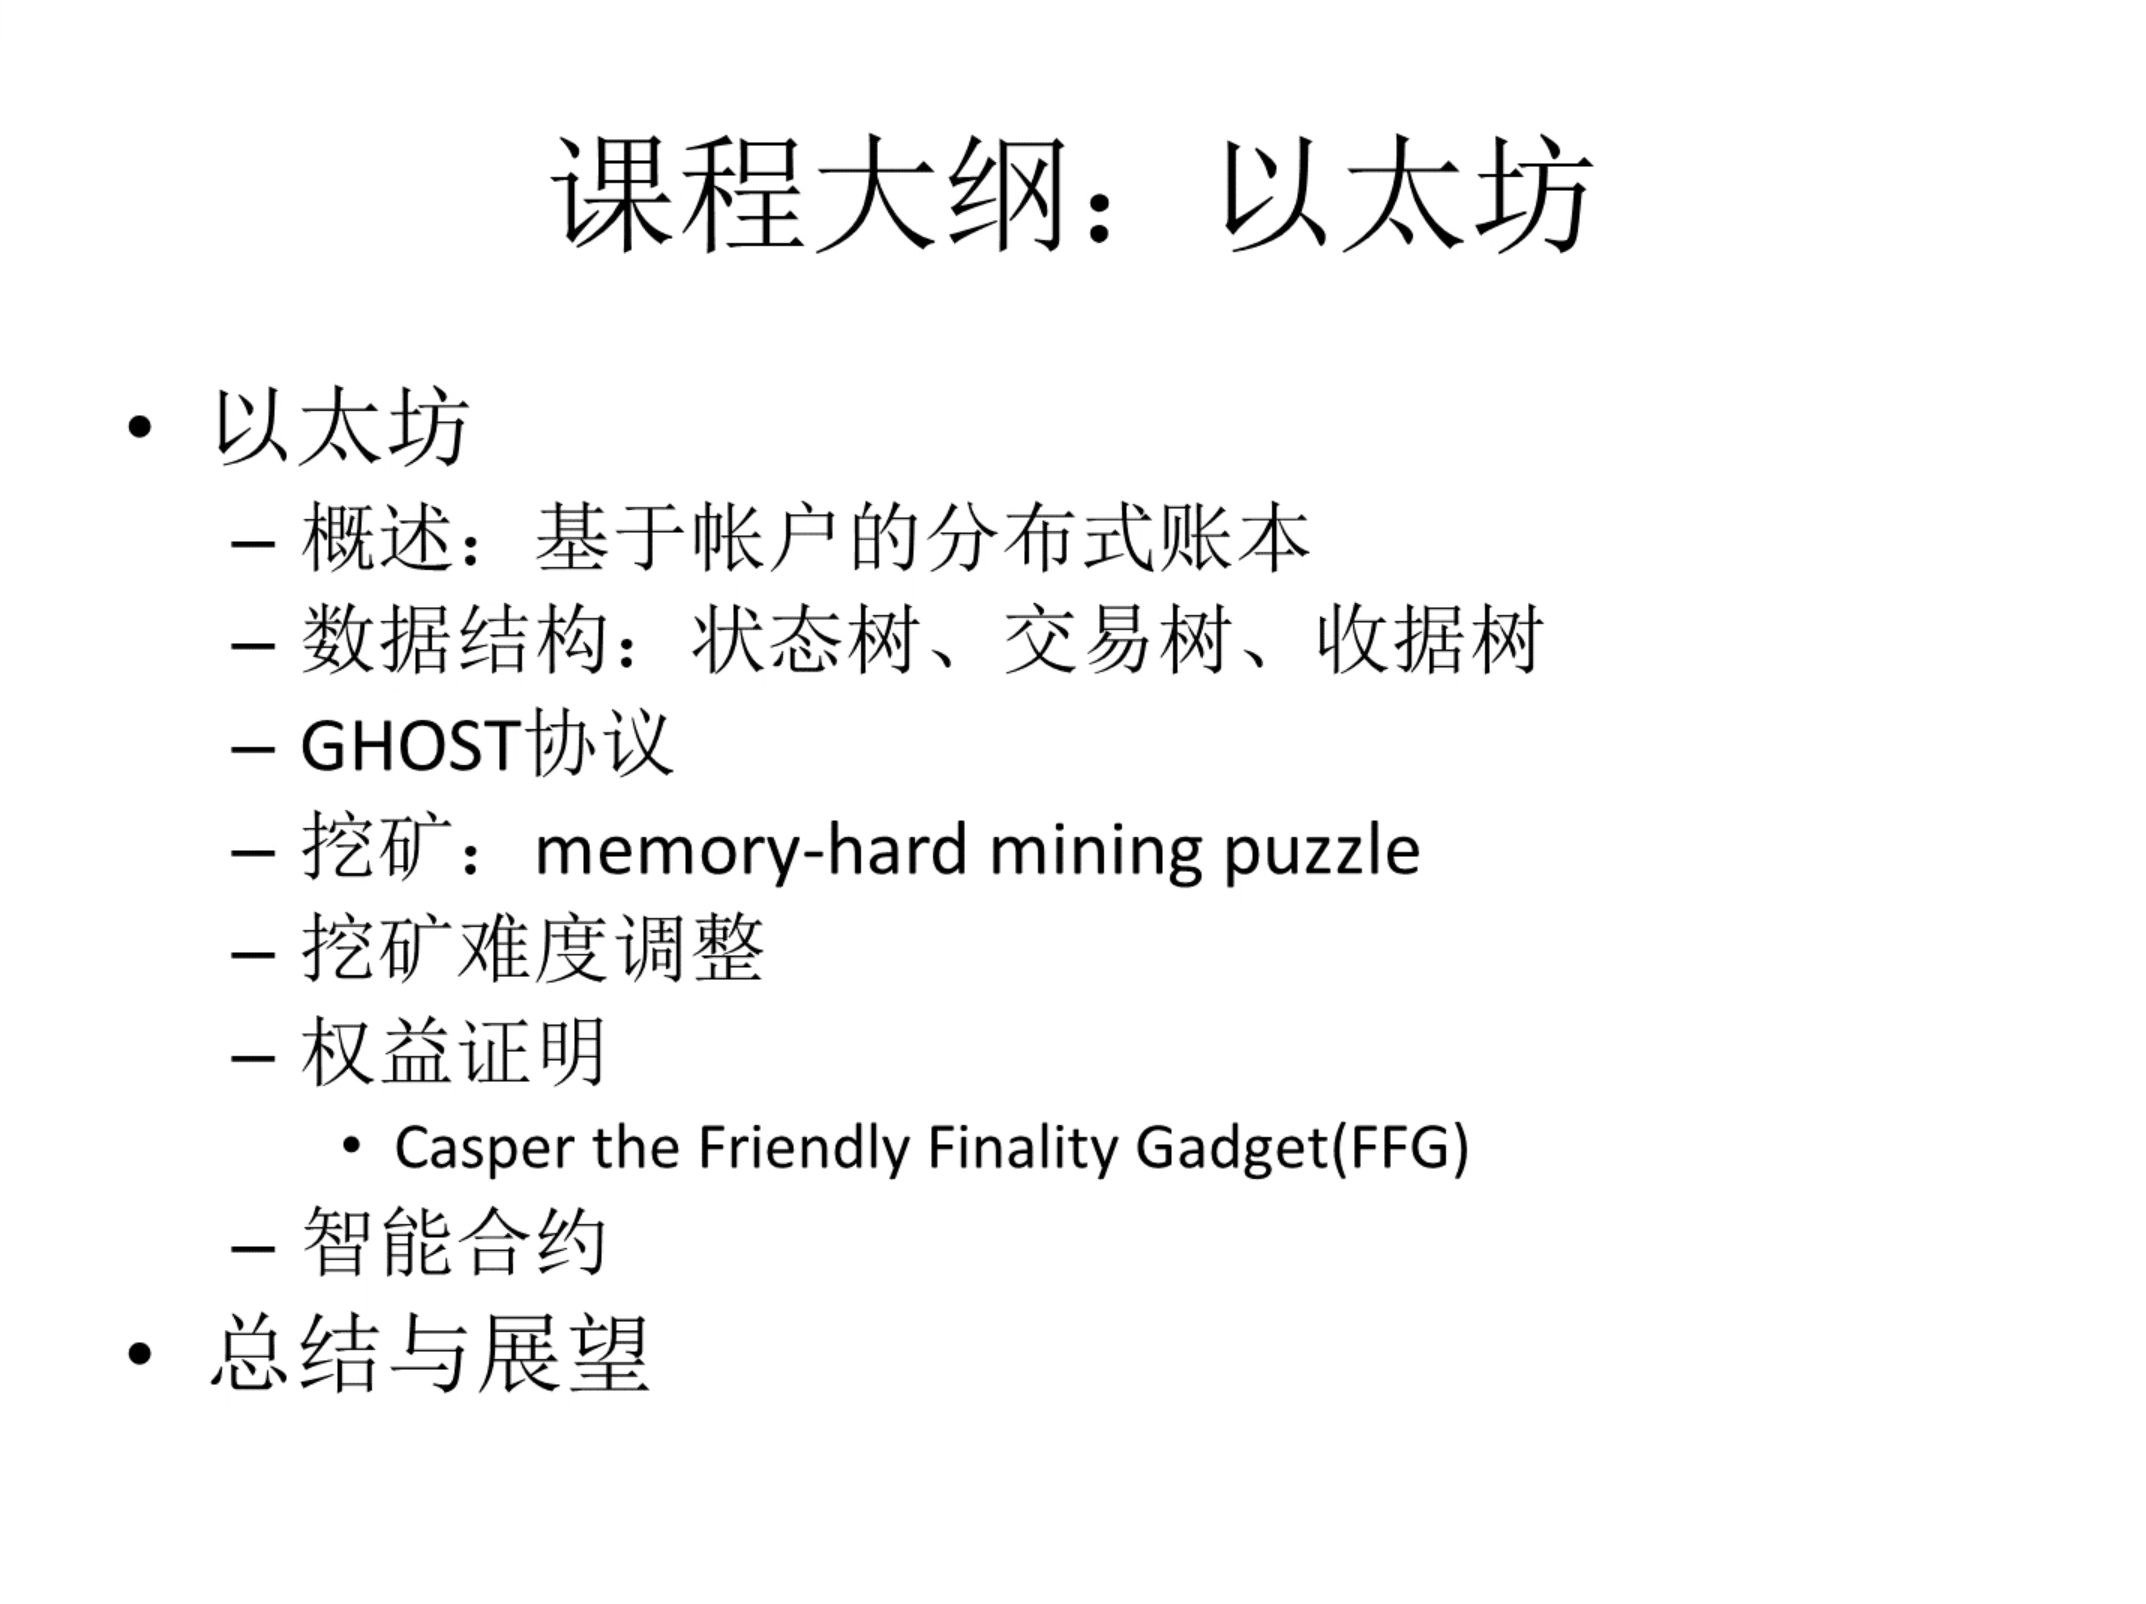 课程大纲：以太坊
• 以太坊
– 概述：基于帐户的分布式账本
– 数据结构：状态树、交易树、收据树
– GHOST协议
– 挖矿：memory-hard mining puzzle
– 挖矿难度调整
– 权益证明
• Casper the Friendly Finality Gadget(FFG)
– 智能合约
• 总结与展望